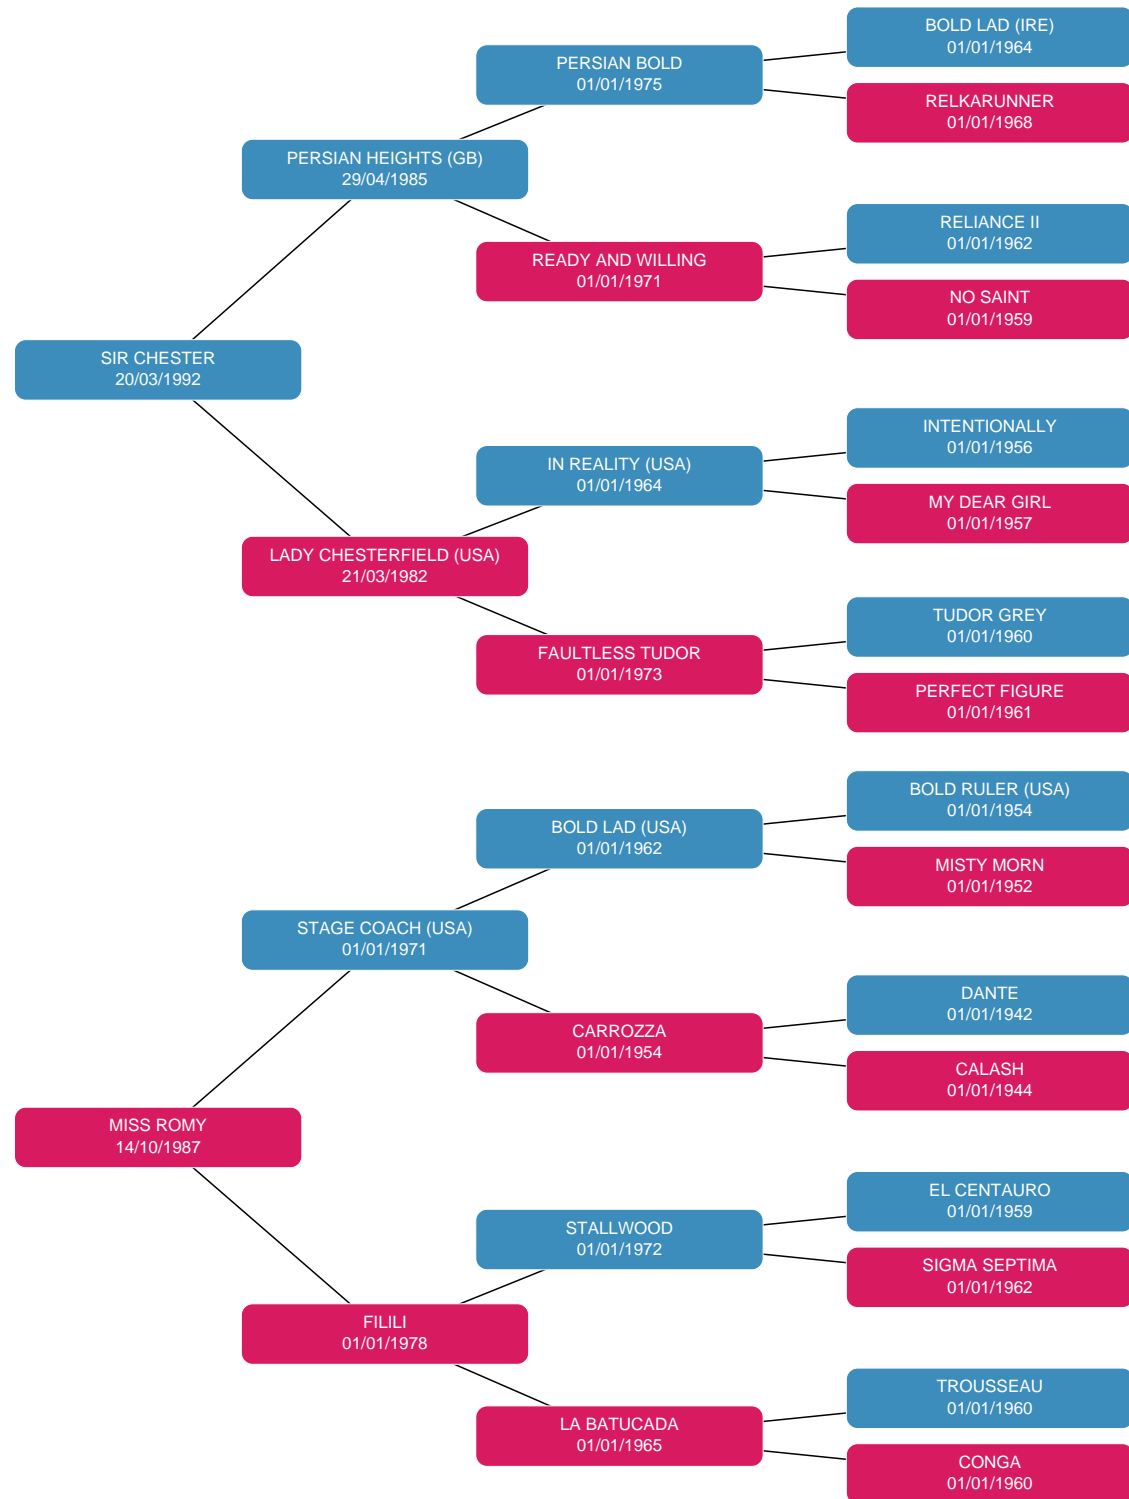 BOLD LAD (IRE)
01/01/1964
PERSIAN BOLD
01/01/1975
RELKARUNNER
01/01/1968
PERSIAN HEIGHTS (GB)
29/04/1985
RELIANCE II
01/01/1962
READY AND WILLING
01/01/1971
NO SAINT
01/01/1959
SIR CHESTER
20/03/1992
INTENTIONALLY
01/01/1956
IN REALITY (USA)
01/01/1964
MY DEAR GIRL
01/01/1957
LADY CHESTERFIELD (USA)
21/03/1982
TUDOR GREY
01/01/1960
FAULTLESS TUDOR
01/01/1973
PERFECT FIGURE
01/01/1961
BOLD RULER (USA)
01/01/1954
BOLD LAD (USA)
01/01/1962
MISTY MORN
01/01/1952
STAGE COACH (USA)
01/01/1971
DANTE
01/01/1942
CARROZZA
01/01/1954
CALASH
01/01/1944
MISS ROMY
14/10/1987
EL CENTAURO
01/01/1959
STALLWOOD
01/01/1972
SIGMA SEPTIMA
01/01/1962
FILILI
01/01/1978
TROUSSEAU
01/01/1960
LA BATUCADA
01/01/1965
CONGA
01/01/1960